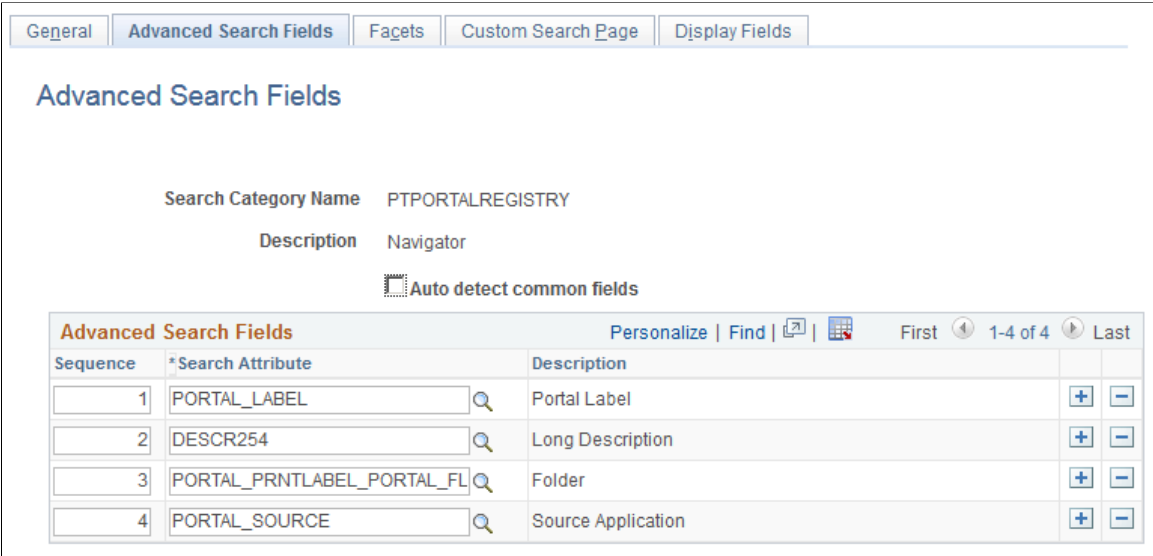 General Advanced Search Fields Facets Custom Search Page Display Fields
Advanced Search Fields
Search Category Name PTPORTALREGISTRY
Description Navigator
Auto detect common fields
Advanced Search Fields Personalize | Find | | First 1-4 of 4 Last
Sequence *Search Attribute Description
1 PORTAL_LABEL Portal Label
2 DESCR254 Long Description
3 PORTAL_PRNTLABEL_PORTAL_FL Folder
4 PORTAL_SOURCE Source Application